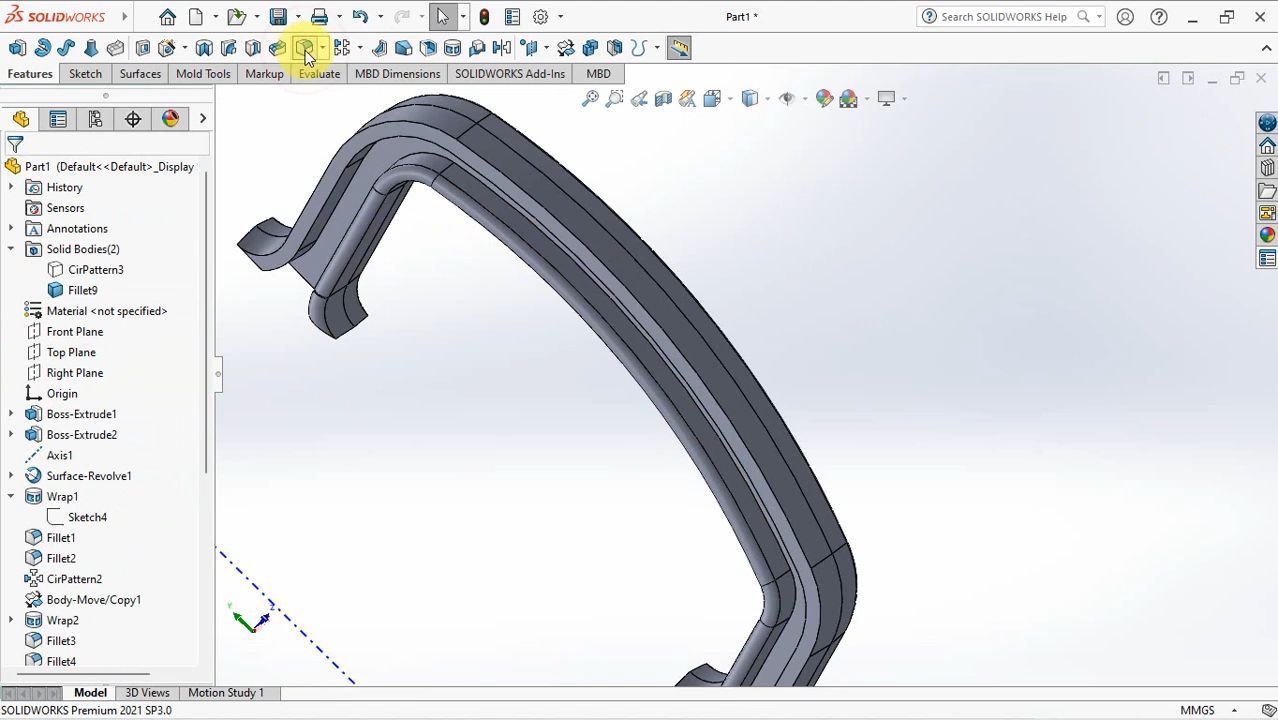 SOLIDWORKS
Part1 *
Search SOLIDWORKS Help
Features
Sketch
Surfaces
Mold Tools
Markup
Evaluate
MBD Dimensions
SOLIDWORKS Add-Ins
MBD
Part1 (Default<<Default>_Display
History
Sensors
Annotations
Solid Bodies(2)
CirPattern3
Fillet9
Material <not specified>
Front Plane
Top Plane
Right Plane
Origin
Boss-Extrude1
Boss-Extrude2
Axis1
Surface-Revolve1
Wrap1
Sketch4
Fillet1
Fillet2
CirPattern2
Body-Move/Copy1
Wrap2
Fillet3
Fillet4
Y
Z
Model
3D Views
Motion Study 1
SOLIDWORKS Premium 2021 SP3.0
MMGS